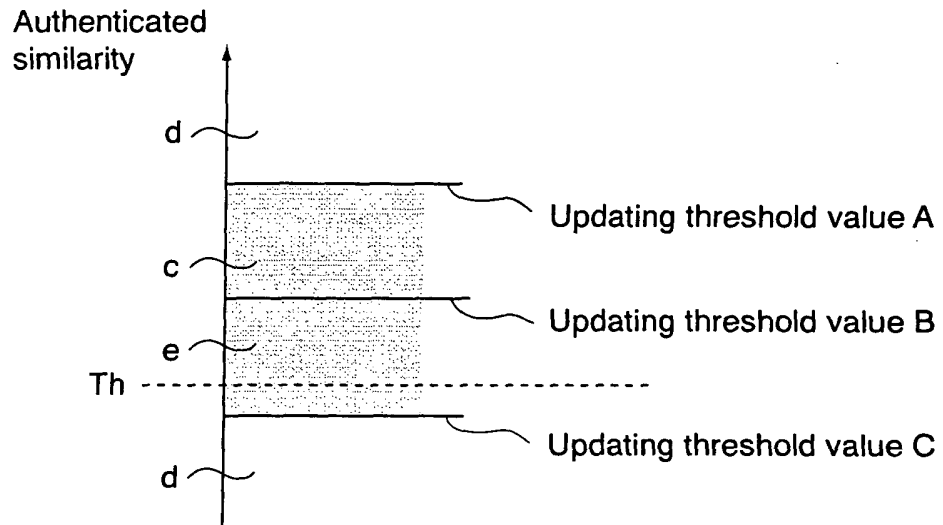 Authenticated
similarity
d
Updating threshold value A
c
Updating threshold value B
e
Th
Updating threshold value C
d